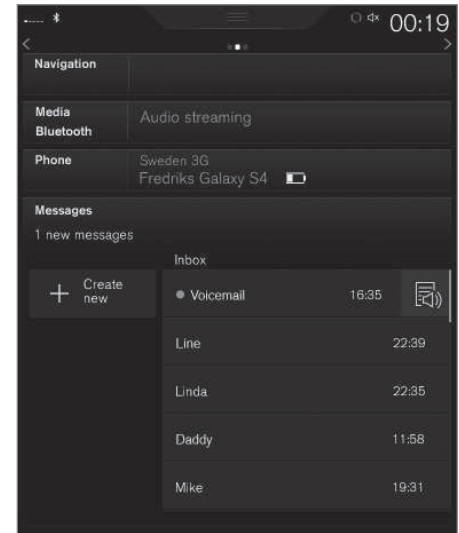 00:19
Navigation
Media
Bluetooth
Audio streaming
Phone
Sweden 3G
Fredriks Galaxy S4
Messages
1 new messages
Inbox
Create
new
Voicemail 16:35
Line 22:39
Linda 22:35
Daddy 11:58
Mike 19:31